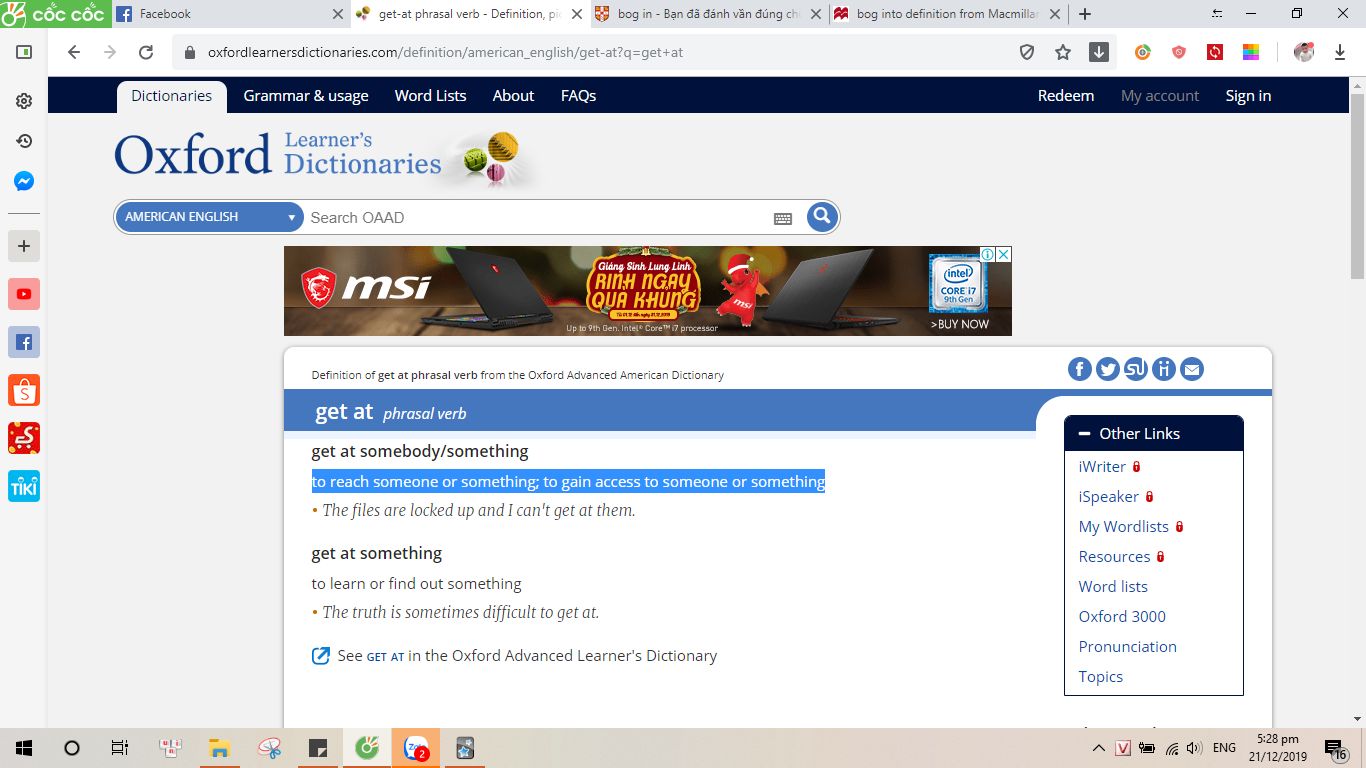 cốc cốc
Facebook
get-at phrasal verb - Definition, pi
bog in - Bạn đã đánh vần đúng ch
bog into definition from Macmillan
oxfordlearnersdictionaries.com/definition/american_english/get-at?q=get+at
Dictionaries
Grammar & usage
Word Lists
About
FAQs
Redeem
My account
Sign in
Oxford Learner's Dictionaries
AMERICAN ENGLISH
Search OAAD
msi
Giáng Sinh Lung Linh
RINH NGAY
QUÀ KHỦNG
Up to 9th Gen. Intel® Core™ i7 processor
msi
intel
CORE i7
9th Gen
>BUY NOW
Definition of get at phrasal verb from the Oxford Advanced American Dictionary
get at phrasal verb
get at somebody/something
to reach someone or something; to gain access to someone or something
• The files are locked up and I can't get at them.
get at something
to learn or find out something
• The truth is sometimes difficult to get at.
See GET AT in the Oxford Advanced Learner's Dictionary
Other Links
iWriter
iSpeaker
My Wordlists
Resources
Word lists
Oxford 3000
Pronunciation
Topics
TIKI
2
ENG
5:28 pm
21/12/2019
16